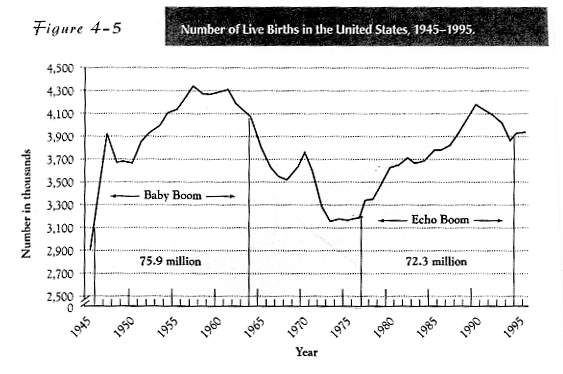 Figure 4-5
Number of Live Births in the United States, 1945–1995.
4,500
4,300
4,100
3,900
3,700
3,500
3,300
3,100
2,900
2,700
2,500
0
Number in thousands
Baby Boom
Echo Boom
75.9 million
72.3 million
1945
1950
1955
1960
1965
1970
1975
1980
1985
1990
1995
Year